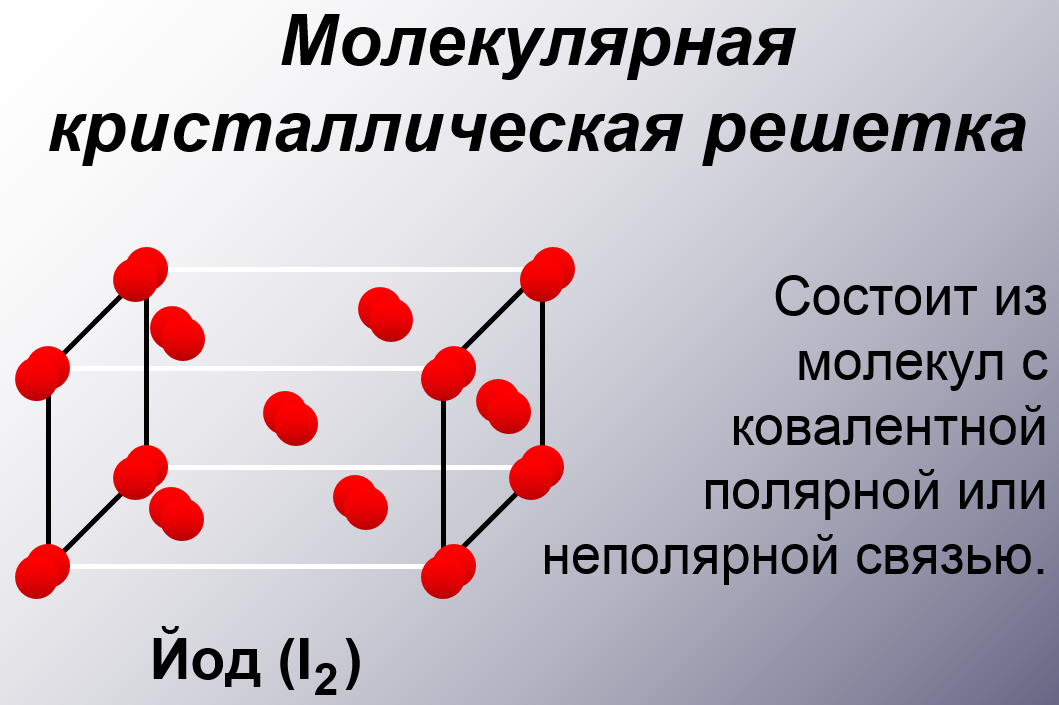 Молекулярная
кристаллическая решетка
Состоит из
молекул с
ковалентной
полярной или
неполярной связью.
Йод (I₂)